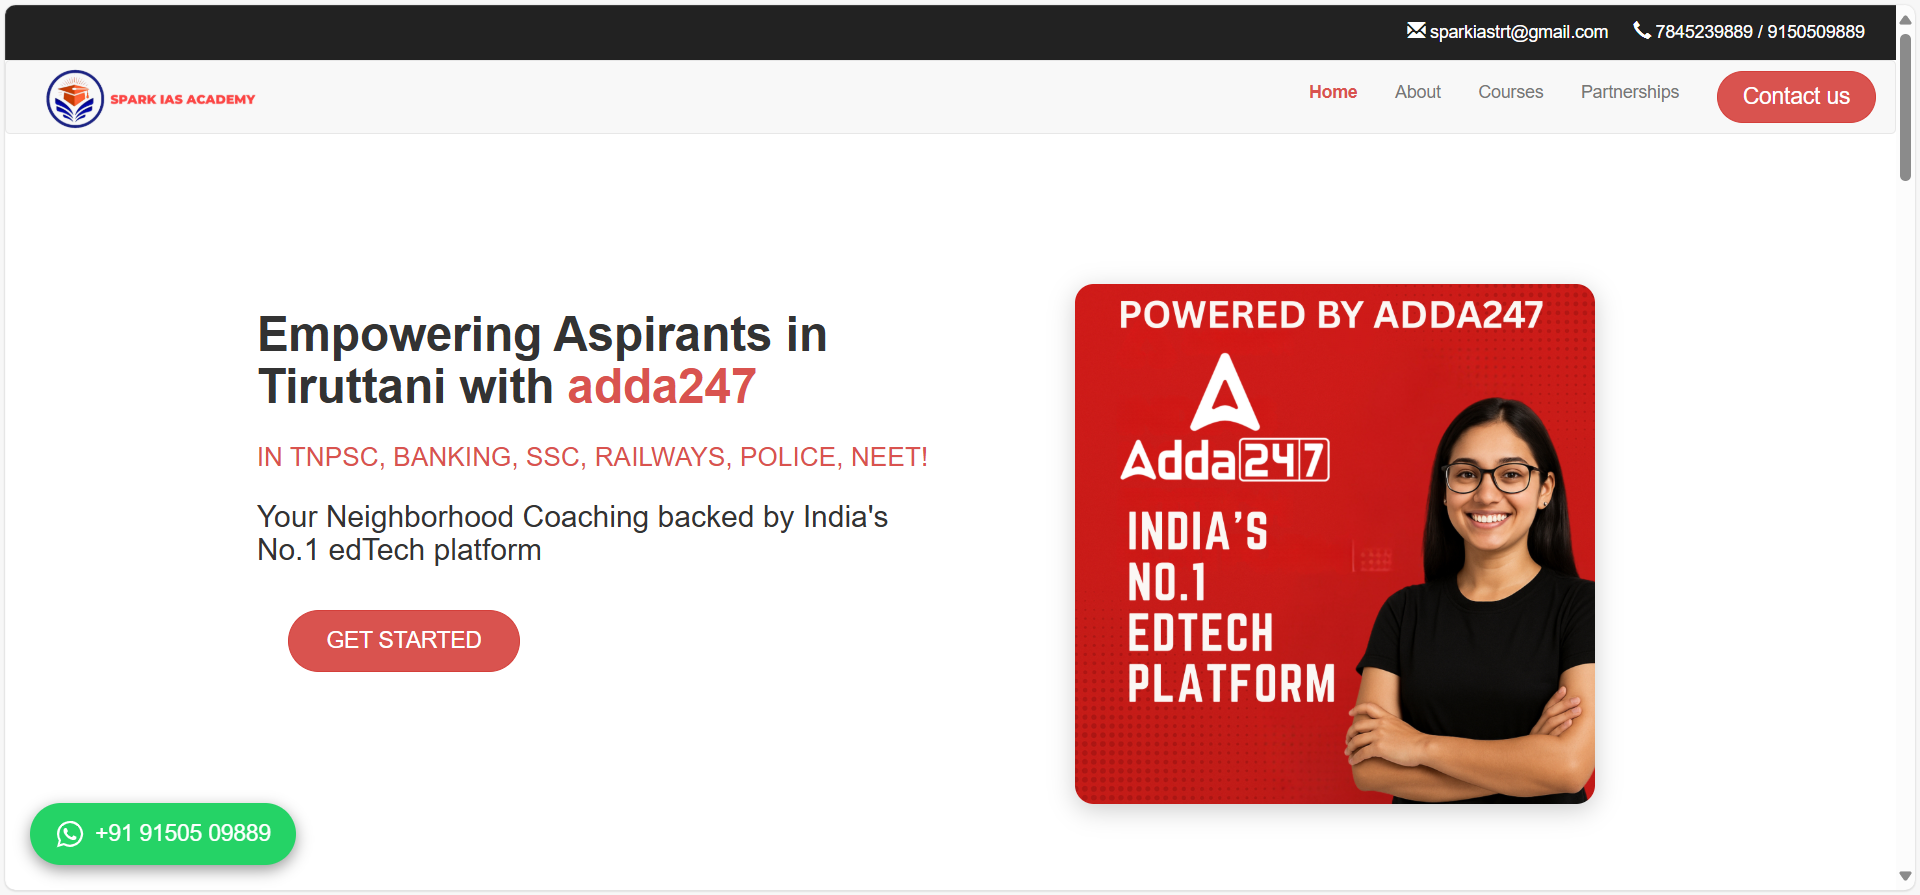 sparkiastrt@gmail.com 7845239889 / 9150509889
SPARK IAS ACADEMY
Home About Courses Partnerships Contact us
Empowering Aspirants in
Tiruttani with adda247
IN TNPSC, BANKING, SSC, RAILWAYS, POLICE, NEET!
Your Neighborhood Coaching backed by India's
No.1 edTech platform
GET STARTED
POWERED BY ADDA247
Adda247
INDIA'S
NO.1
EDTECH
PLATFORM
+91 91505 09889